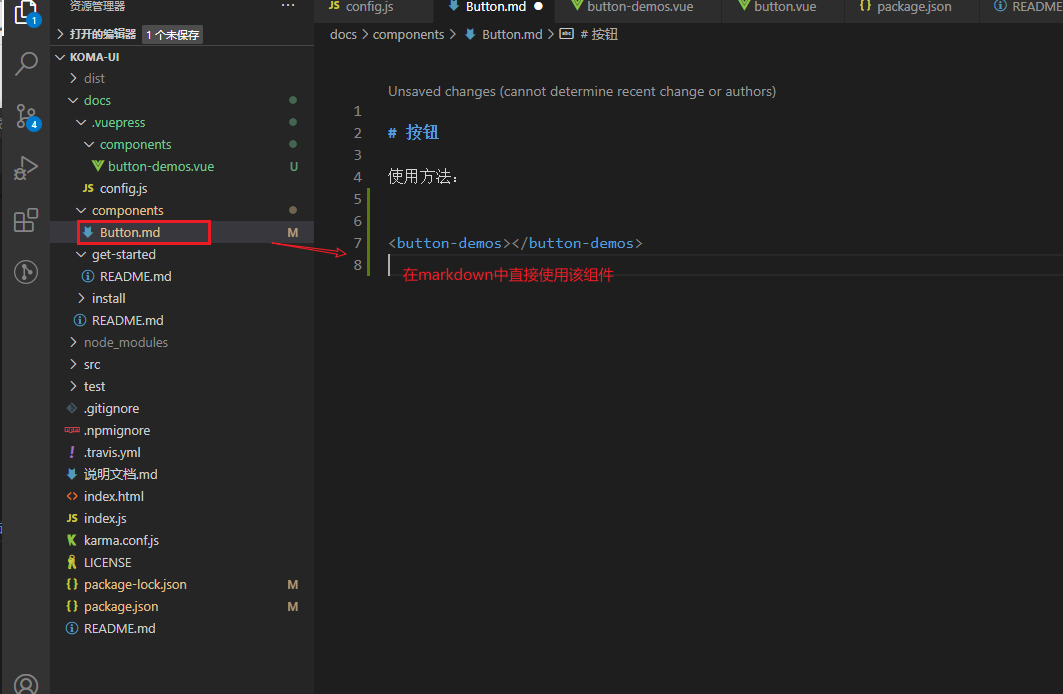 资源管理器 ···
1
打开的编辑器 1 个未保存
KOMA-UI
dist
docs
.vuepress
components
button-demos.vue U
JS config.js
components
Button.md M
get-started
README.md
install
README.md
node_modules
src
test
.gitignore
npm .npmignore
! .travis.yml
说明文档.md
<> index.html
JS index.js
K karma.conf.js
LICENSE
{} package-lock.json M
{} package.json M
README.md
4
JS config.js Button.md ● button-demos.vue button.vue {} package.json README
docs > components > Button.md > abc # 按钮
Unsaved changes (cannot determine recent change or authors)
1
2 # 按钮
3
4 使用方法：
5
6
7 <button-demos></button-demos>
8
在markdown中直接使用该组件